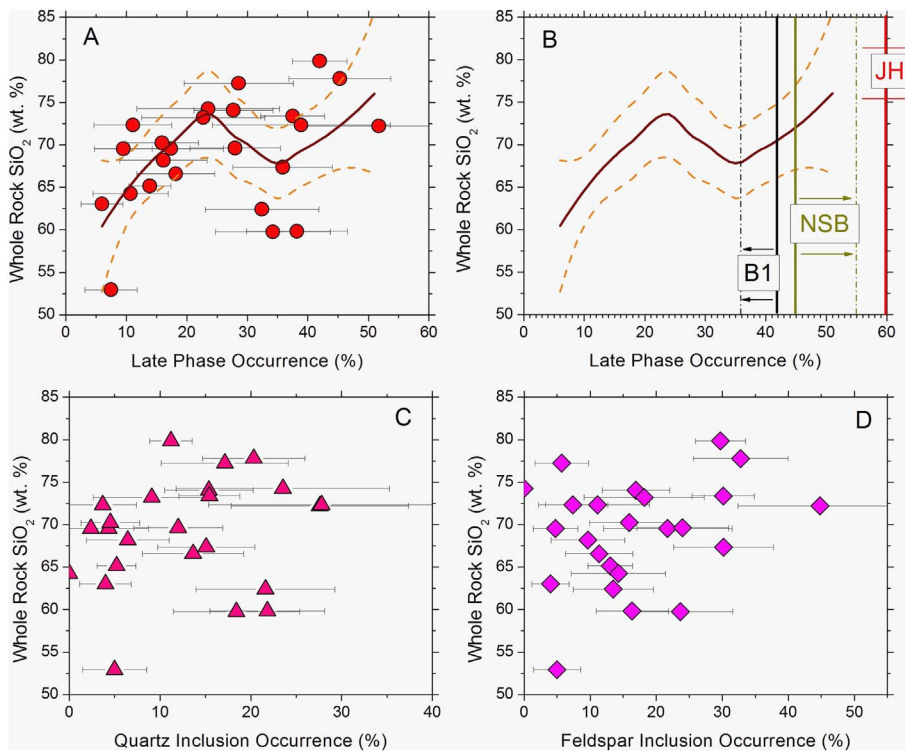 A
Whole Rock SiO₂ (wt. %)
85
80
75
70
65
60
55
50
0 10 20 30 40 50 60
Late Phase Occurrence (%)
B
Whole Rock SiO₂ (wt. %)
85
80
75
70
65
60
55
50
JH
NSB
B1
0 10 20 30 40 50 60
Late Phase Occurrence (%)
C
Whole Rock SiO₂ (wt. %)
85
80
75
70
65
60
55
50
0 10 20 30 40
Quartz Inclusion Occurrence (%)
D
Whole Rock SiO₂ (wt. %)
85
80
75
70
65
60
55
50
0 10 20 30 40 50
Feldspar Inclusion Occurrence (%)